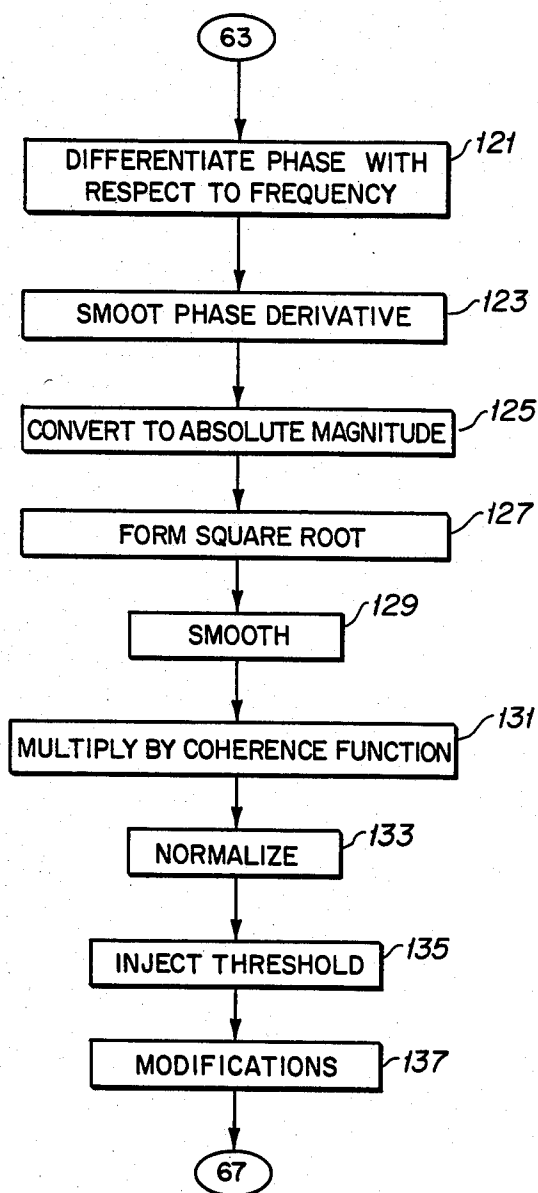 63
DIFFERENTIATE PHASE WITH
RESPECT TO FREQUENCY
121
SMOOT PHASE DERIVATIVE
123
CONVERT TO ABSOLUTE MAGNITUDE
125
FORM SQUARE ROOT
127
SMOOTH
129
MULTIPLY BY COHERENCE FUNCTION
131
NORMALIZE
133
INJECT THRESHOLD
135
MODIFICATIONS
137
67